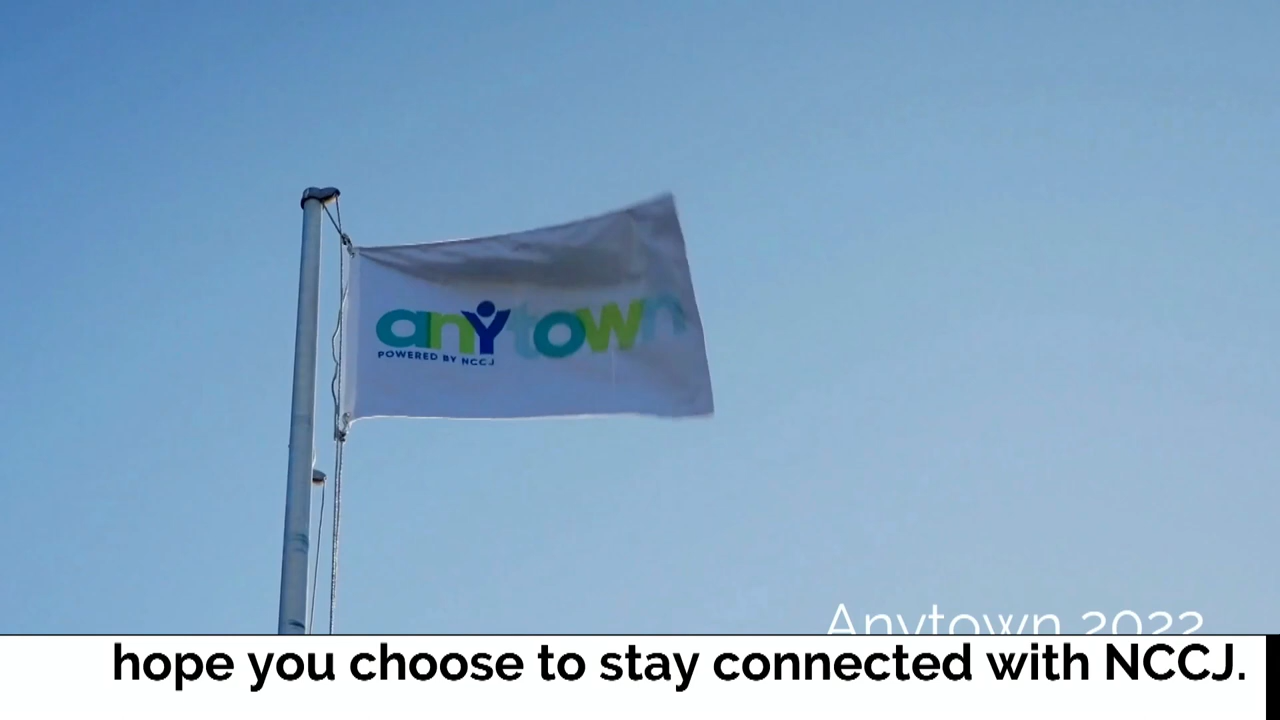 anytown
POWERED BY NCCJ
Anytown 2022
hope you choose to stay connected with NCCJ.